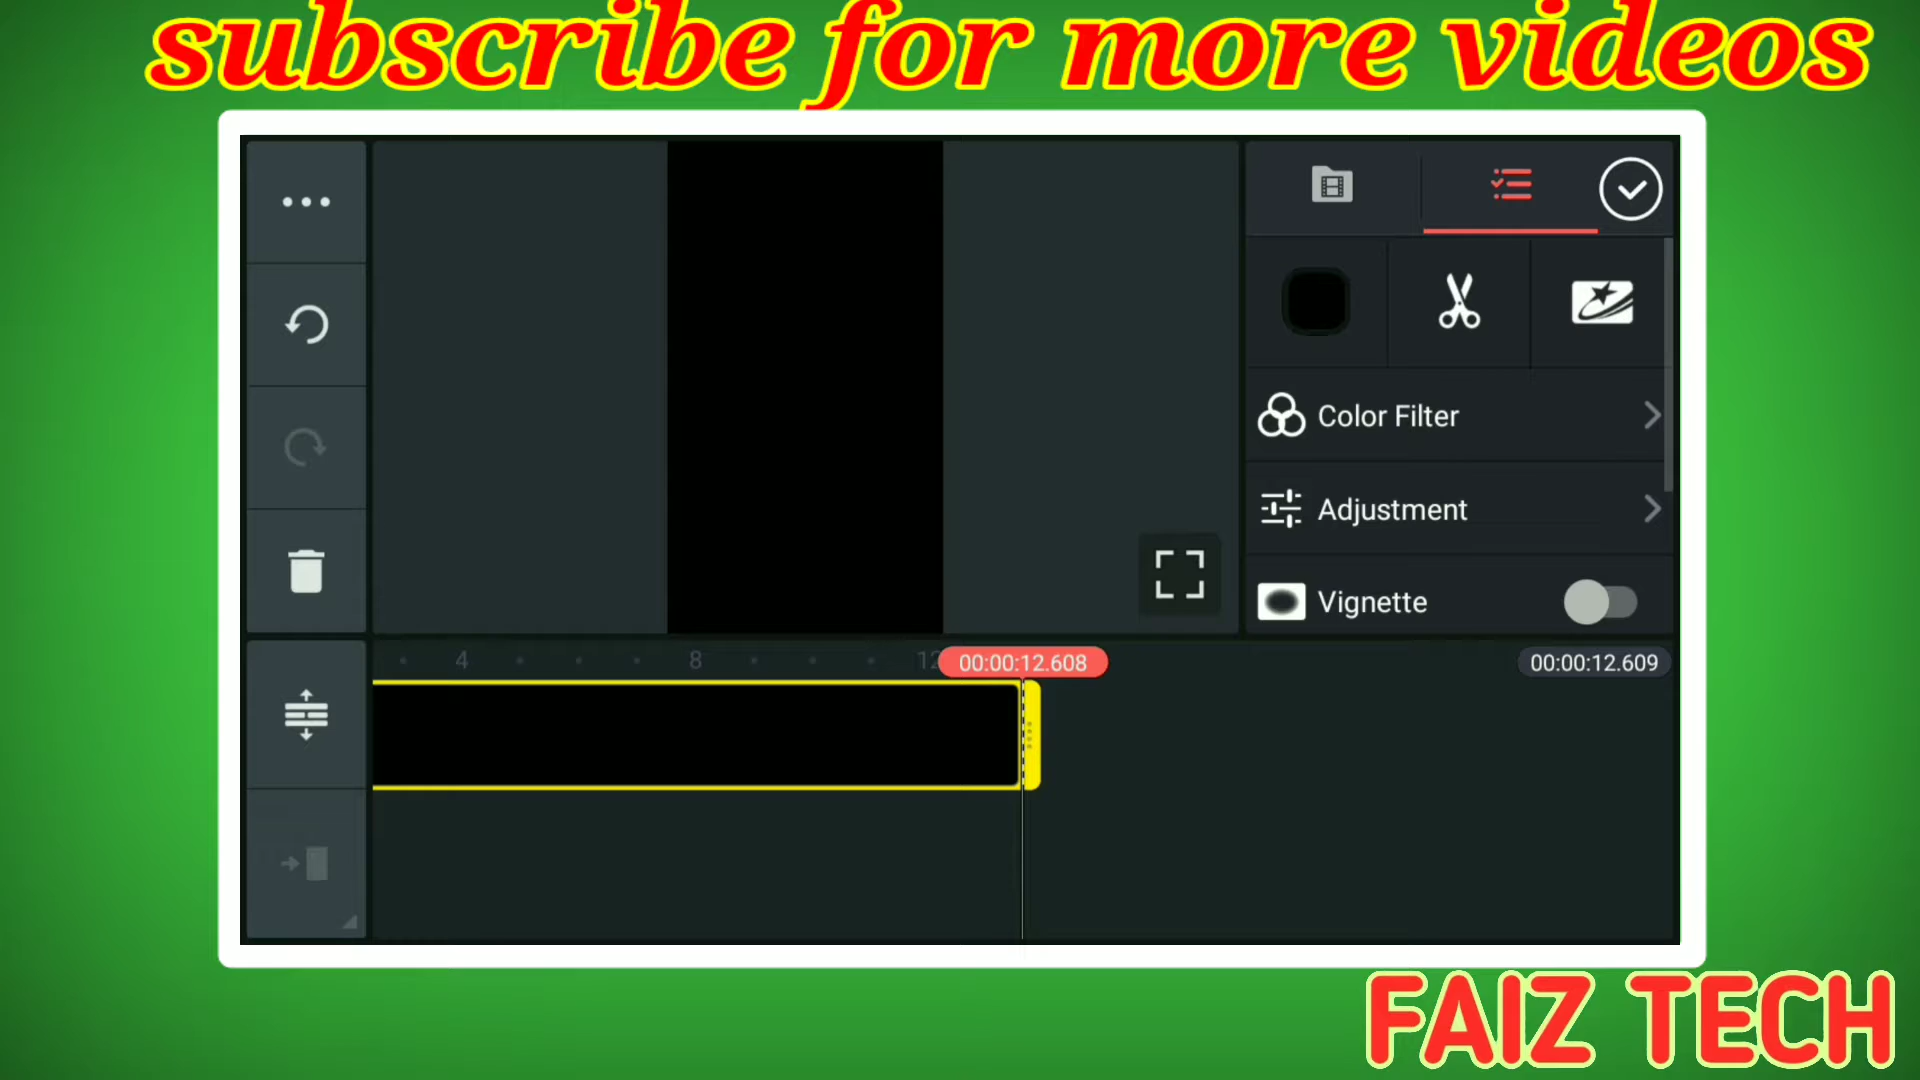 subscribe for more videos
Color Filter
Adjustment
Vignette
4 8 12
00:00:12.608
00:00:12.609
FAIZ TECH